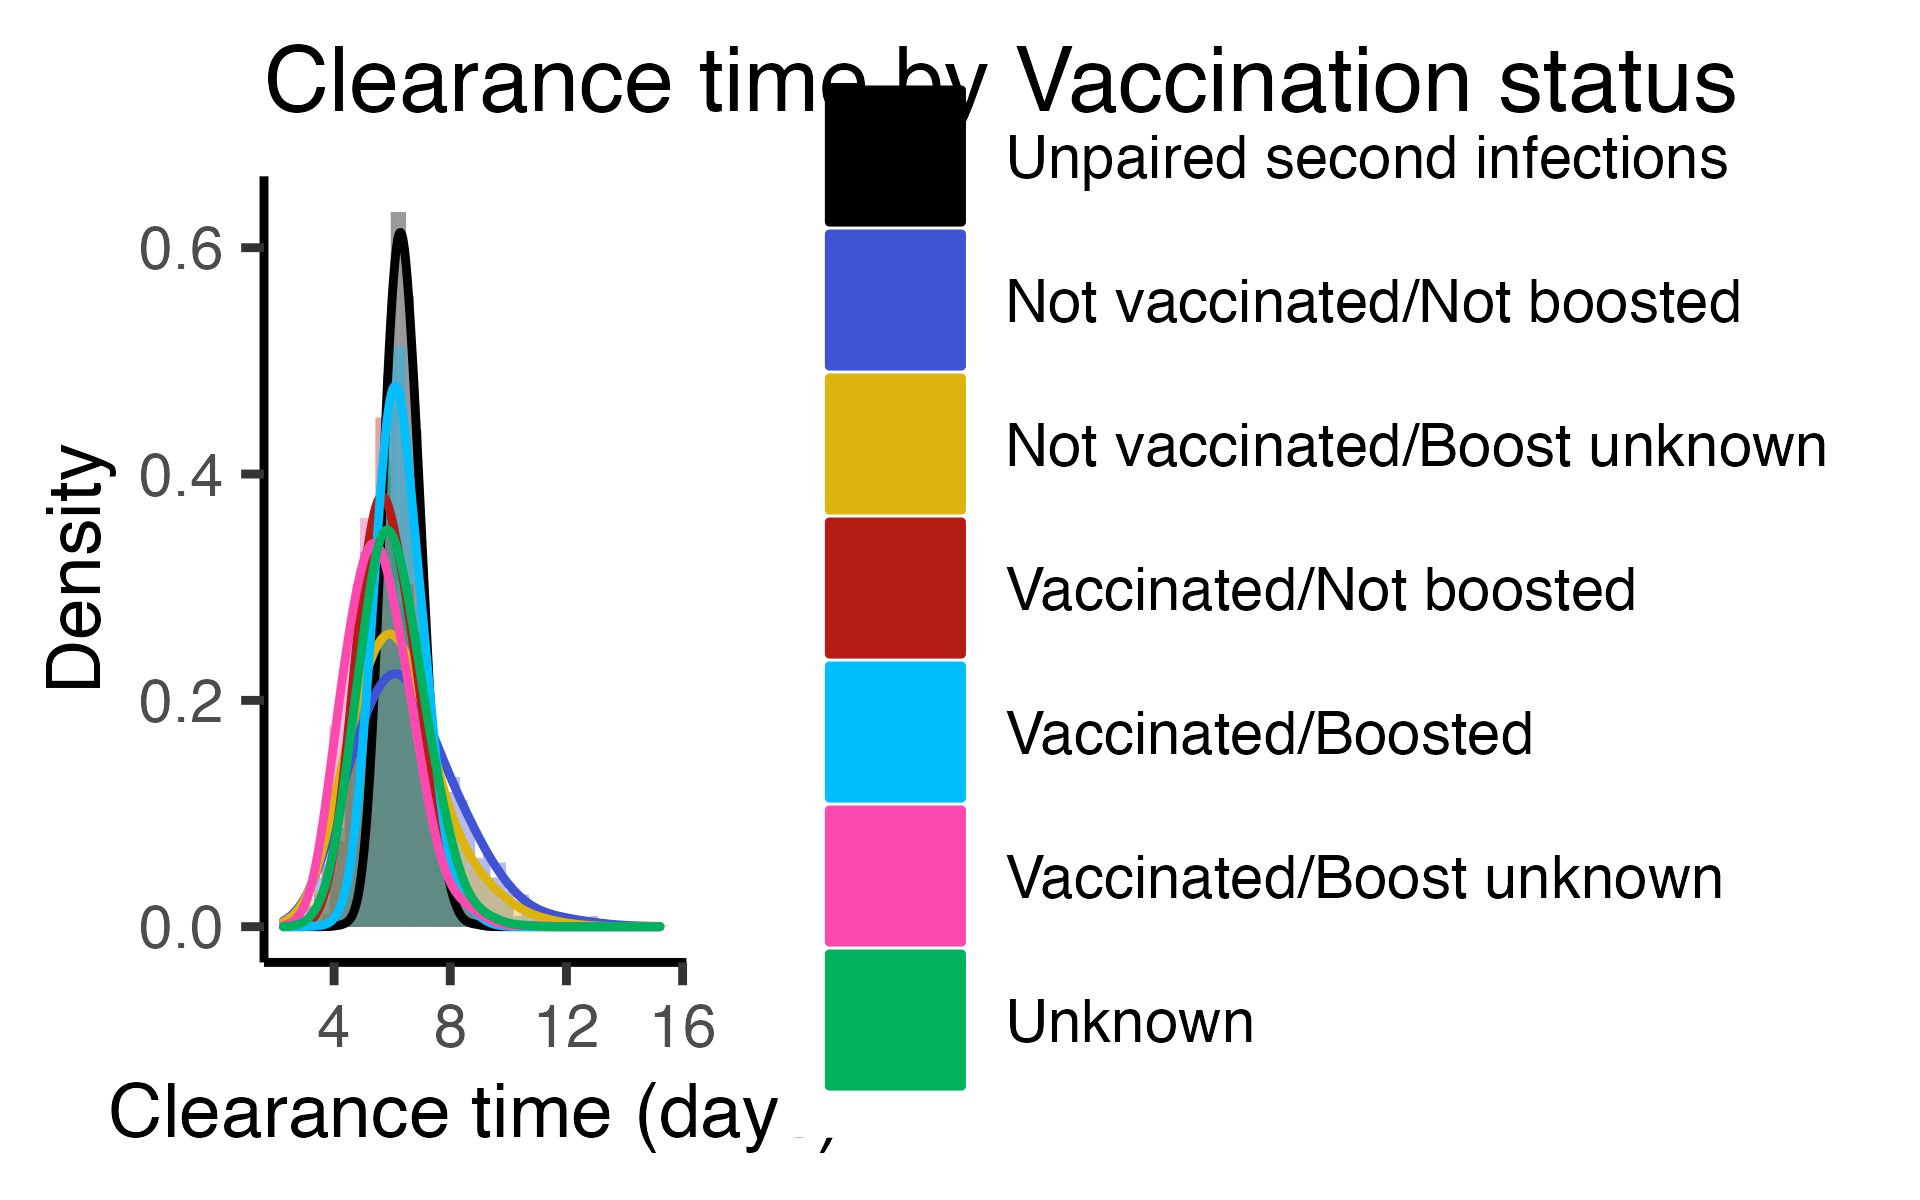 Clearance time by Vaccination status
Unpaired second infections
Not vaccinated/Not boosted
Not vaccinated/Boost unknown
Vaccinated/Not boosted
Vaccinated/Boosted
Vaccinated/Boost unknown
Unknown
Density
0.6
0.4
0.2
0.0
4 8 12 16
Clearance time (days)